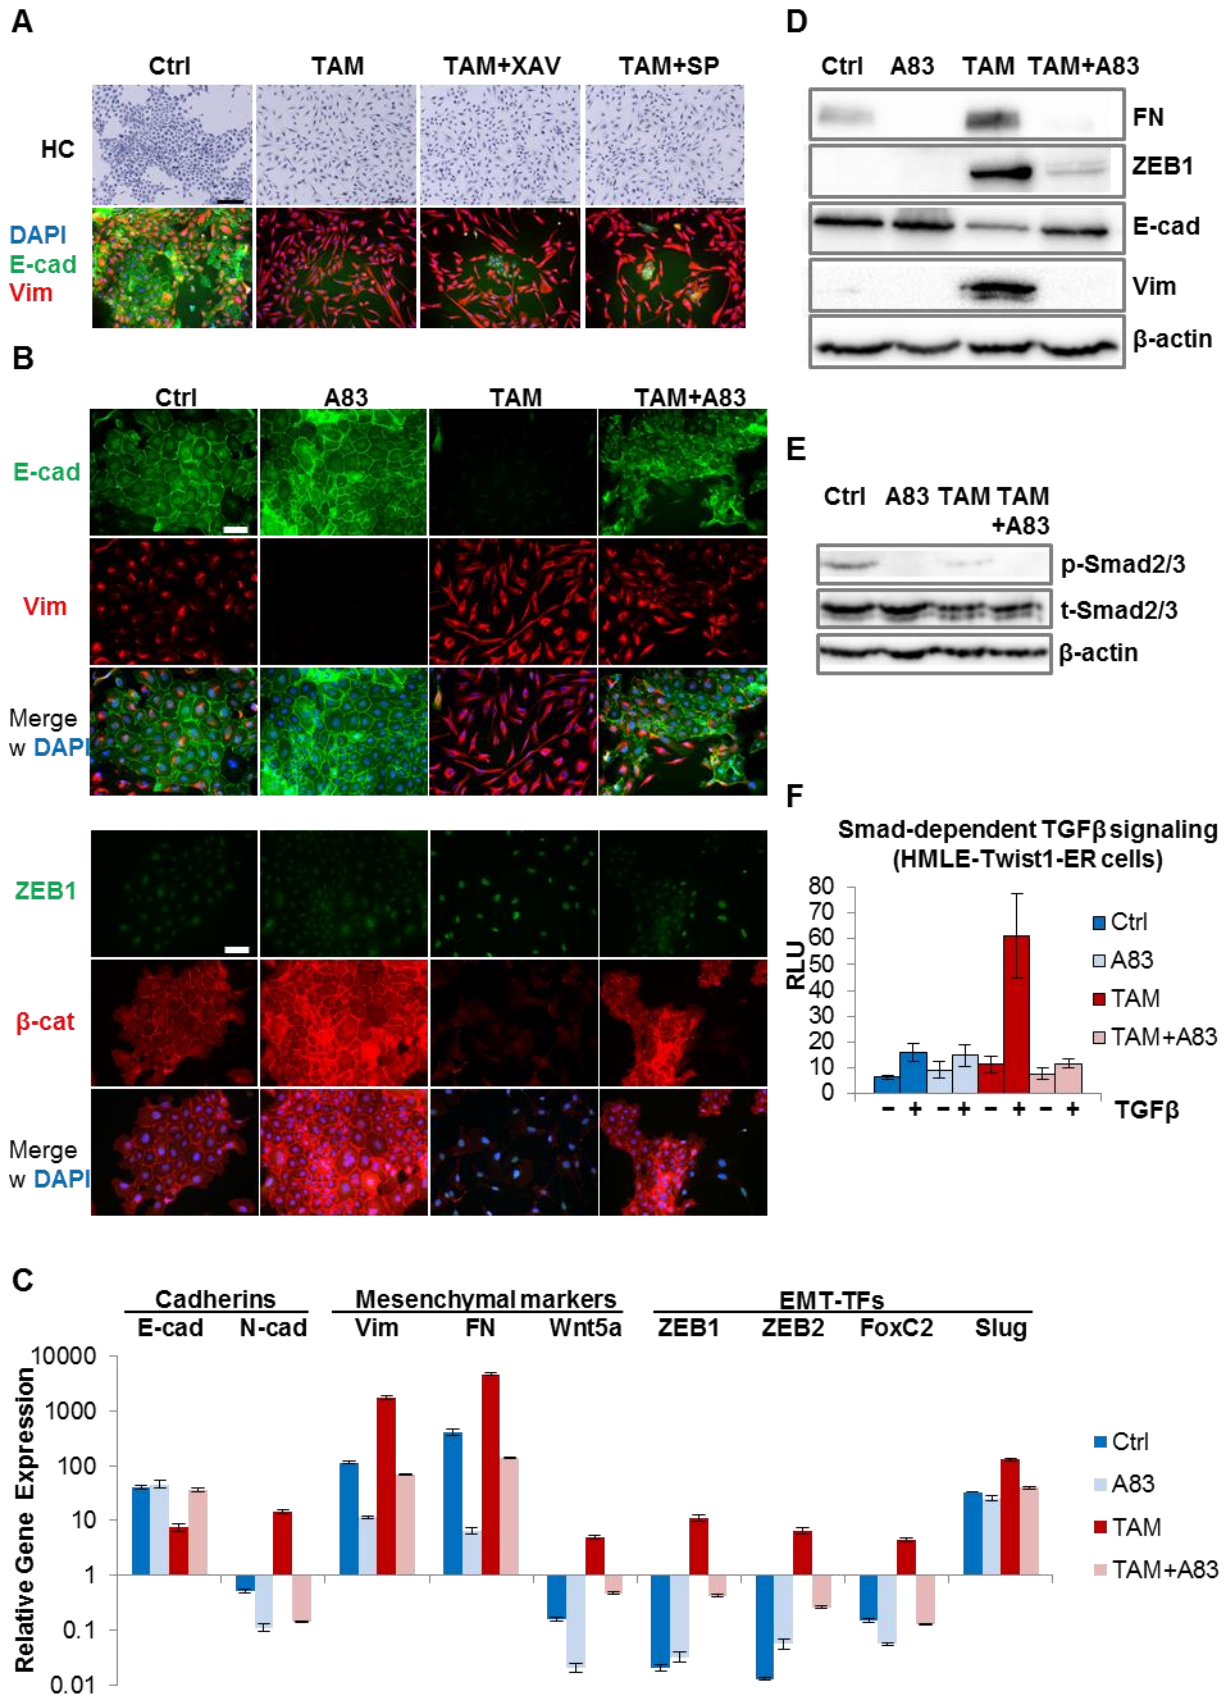 A
Ctrl TAM TAM+XAV TAM+SP
HC
DAPI
E-cad
Vim
B
Ctrl A83 TAM TAM+A83
E-cad
Vim
Merge
w DAPI
ZEB1
β-cat
Merge
w DAPI
C
Cadherins Mesenchymal markers EMT-TFs
E-cad N-cad Vim FN Wnt5a ZEB1 ZEB2 FoxC2 Slug
Relative Gene Expression
10000
1000
100
10
1
0.1
0.01
Ctrl
A83
TAM
TAM+A83
D
Ctrl A83 TAM TAM+A83
FN
ZEB1
E-cad
Vim
β-actin
E
Ctrl A83 TAM TAM
+A83
p-Smad2/3
t-Smad2/3
β-actin
F
Smad-dependent TGFβ signaling
(HMLE-Twist1-ER cells)
RLU
80
70
60
50
40
30
20
10
0
− + − + − + − + TGFβ
Ctrl
A83
TAM
TAM+A83